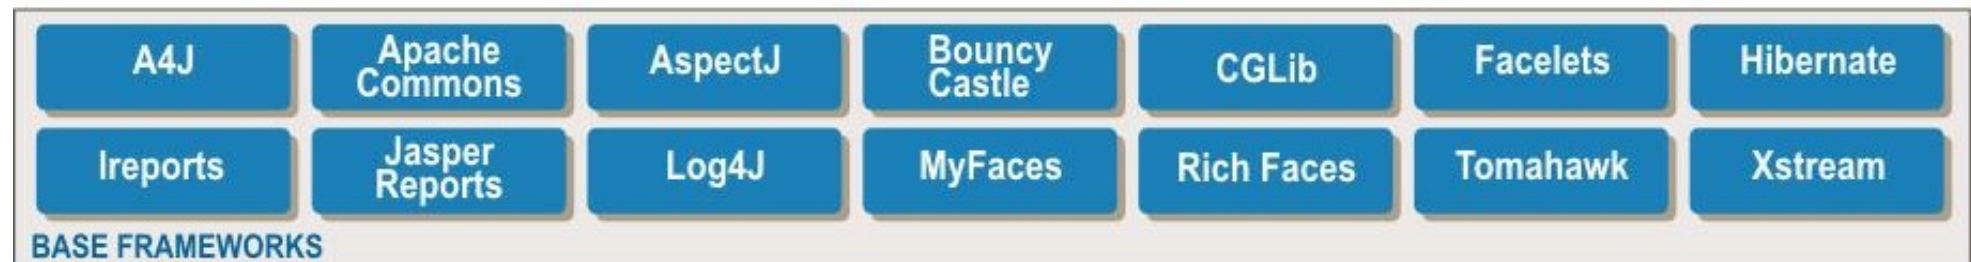 A4J
Apache
Commons
AspectJ
Bouncy
Castle
CGLib
Facelets
Hibernate
Ireports
Jasper
Reports
Log4J
MyFaces
Rich Faces
Tomahawk
Xstream
BASE FRAMEWORKS